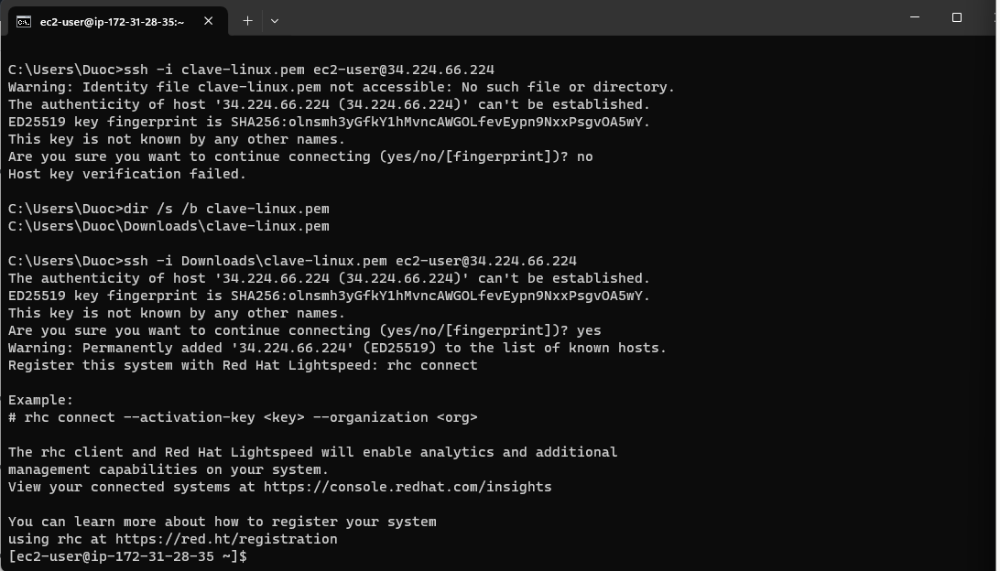 ec2-user@ip-172-31-28-35:~
C:\Users\Duoc>ssh -i clave-linux.pem ec2-user@34.224.66.224
Warning: Identity file clave-linux.pem not accessible: No such file or directory.
The authenticity of host '34.224.66.224 (34.224.66.224)' can't be established.
ED25519 key fingerprint is SHA256:olnsmh3yGfkY1hMvncAWGOLfevEypn9NxxPsgvOA5wY.
This key is not known by any other names.
Are you sure you want to continue connecting (yes/no/[fingerprint])? no
Host key verification failed.
C:\Users\Duoc>dir /s /b clave-linux.pem
C:\Users\Duoc\Downloads\clave-linux.pem
C:\Users\Duoc>ssh -i Downloads\clave-linux.pem ec2-user@34.224.66.224
The authenticity of host '34.224.66.224 (34.224.66.224)' can't be established.
ED25519 key fingerprint is SHA256:olnsmh3yGfkY1hMvncAWGOLfevEypn9NxxPsgvOA5wY.
This key is not known by any other names.
Are you sure you want to continue connecting (yes/no/[fingerprint])? yes
Warning: Permanently added '34.224.66.224' (ED25519) to the list of known hosts.
Register this system with Red Hat Lightspeed: rhc connect
Example:
# rhc connect --activation-key <key> --organization <org>
The rhc client and Red Hat Lightspeed will enable analytics and additional
management capabilities on your system.
View your connected systems at https://console.redhat.com/insights
You can learn more about how to register your system
using rhc at https://red.ht/registration
[ec2-user@ip-172-31-28-35 ~]$